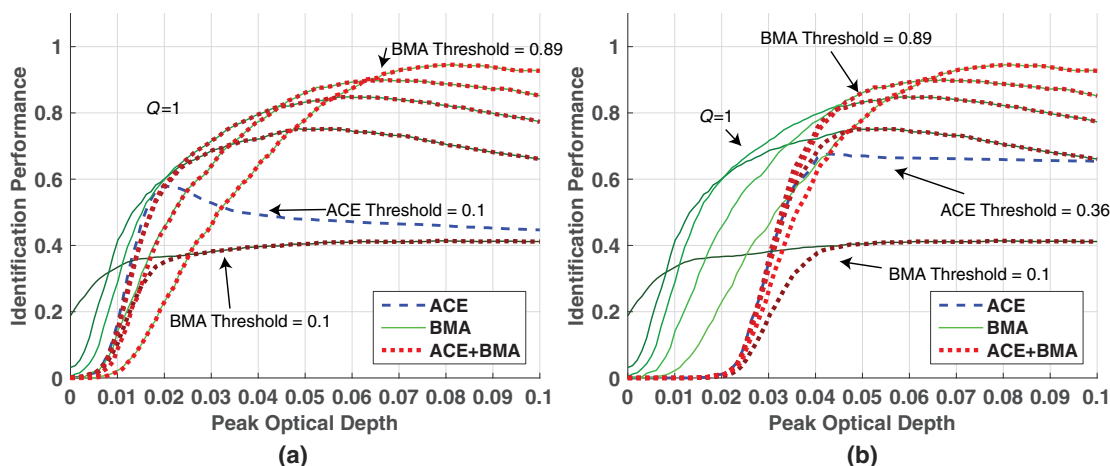 BMA Threshold = 0.89
Q=1
ACE Threshold = 0.1
BMA Threshold = 0.1
ACE
BMA
ACE+BMA
Identification Performance
1
0.8
0.6
0.4
0.2
0
0 0.01 0.02 0.03 0.04 0.05 0.06 0.07 0.08 0.09 0.1
Peak Optical Depth
(a)
BMA Threshold = 0.89
Q=1
ACE Threshold = 0.36
BMA Threshold = 0.1
ACE
BMA
ACE+BMA
Identification Performance
1
0.8
0.6
0.4
0.2
0
0 0.01 0.02 0.03 0.04 0.05 0.06 0.07 0.08 0.09 0.1
Peak Optical Depth
(b)